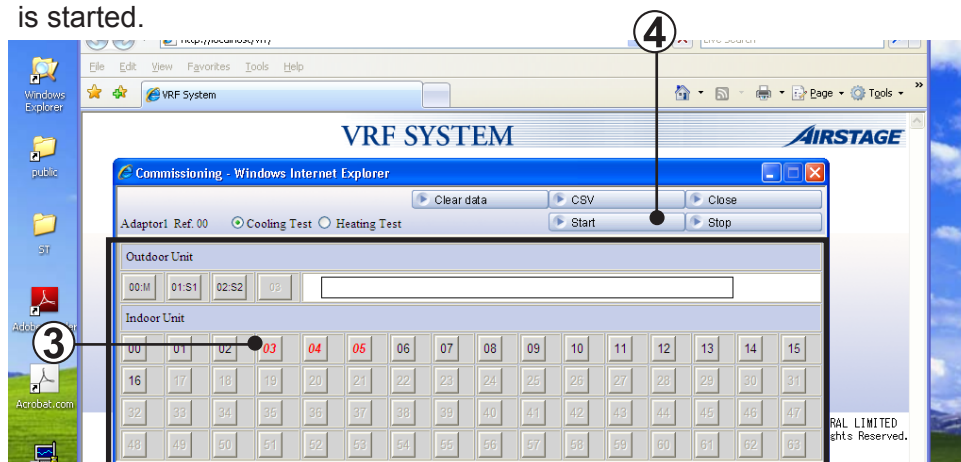 is started.
④
File Edit View Favorites Tools Help
Windows Explorer
VRF System
Page Tools
VRF SYSTEM
AIRSTAGE
public
Commissioning - Windows Internet Explorer
Clear data CSV Close
Adaptor1 Ref. 00 Cooling Test Heating Test Start Stop
ST
Outdoor Unit
00:M 01:S1 02:S2 03
Indoor Unit
③
00 01 02 03 04 05 06 07 08 09 10 11 12 13 14 15
16 17 18 19 20 21 22 23 24 25 26 27 28 29 30 31
Acrobat.com
32 33 34 35 36 37 38 39 40 41 42 43 44 45 46 47
RAL LIMITED
ghts Reserved.
48 49 50 51 52 53 54 55 56 57 58 59 60 61 62 63